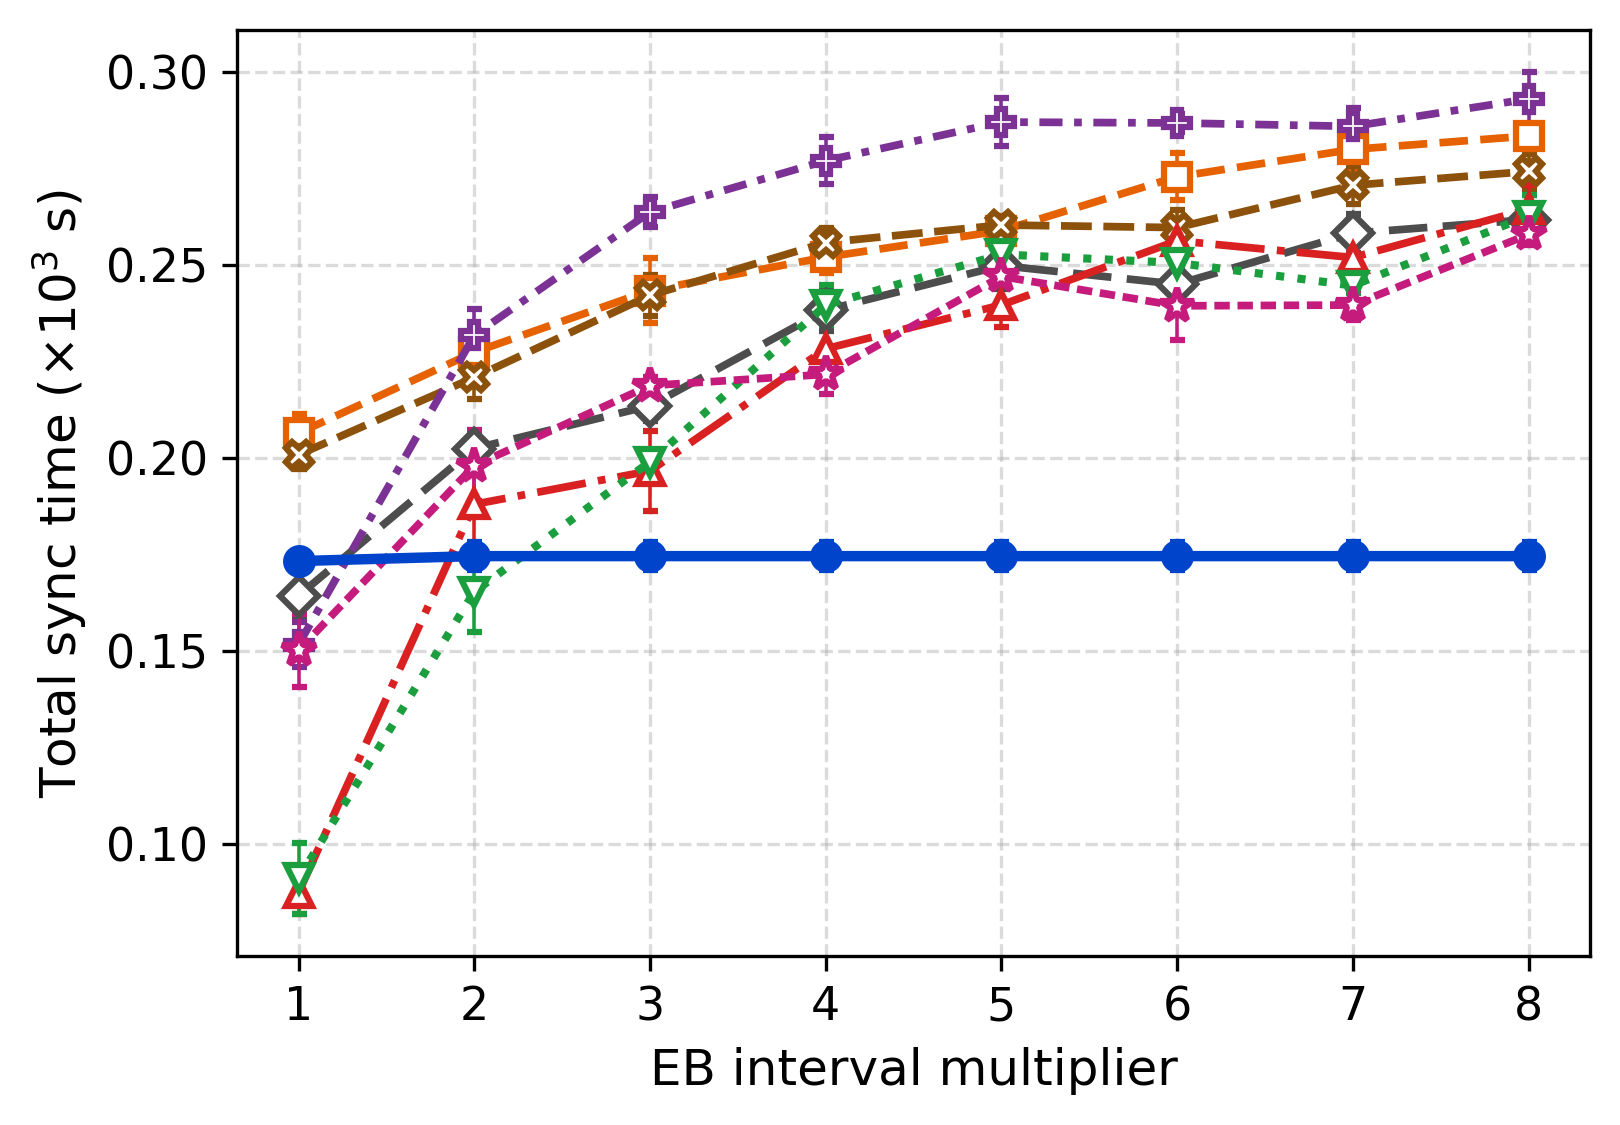 0.30
0.25
0.20
0.15
0.10
Total sync time (×10³ s)
1 2 3 4 5 6 7 8
EB interval multiplier